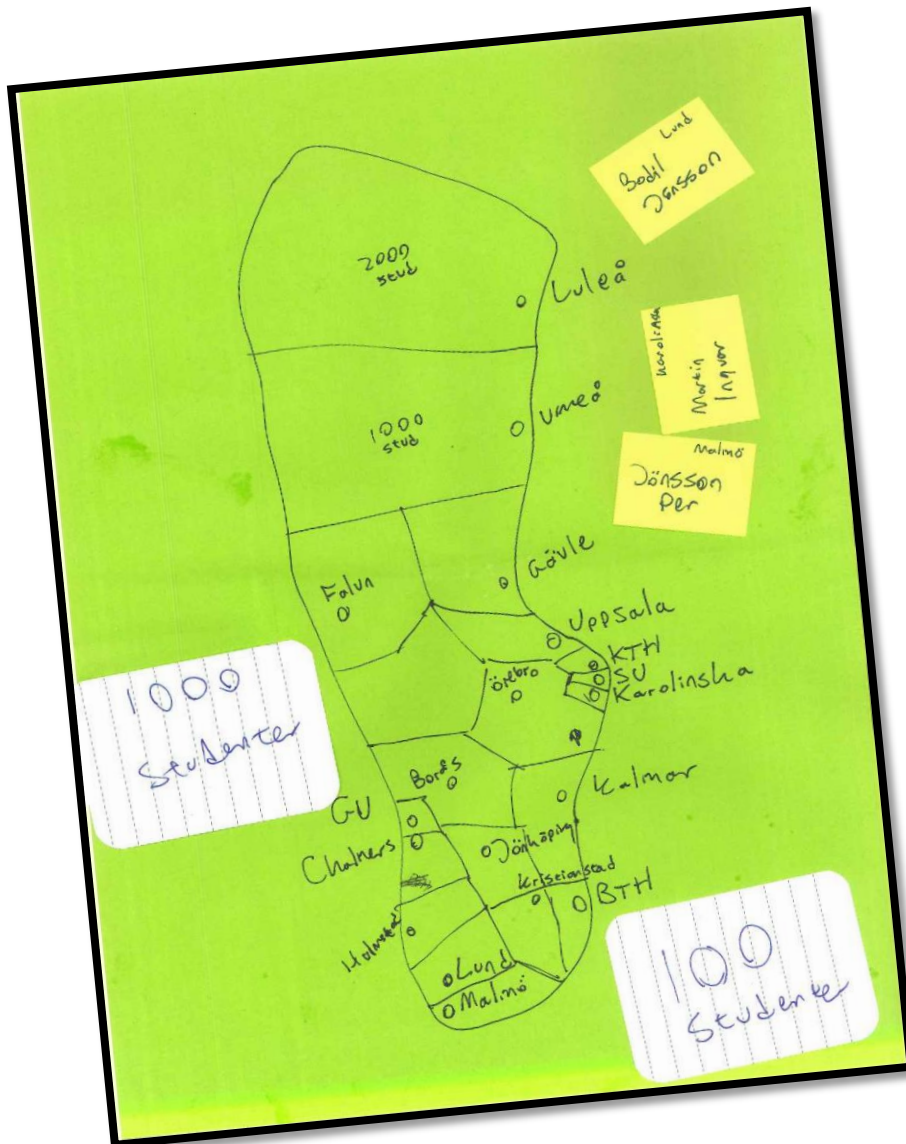 Lund
Bodil
Jönsson
2000
stud
Luleå
Karolinska
Martin
Ingvar
1000
stud
Umeå
Malmö
Jönsson
Per
Falun
Gävle
Uppsala
KTH
SU
Karolinska
Örebro
1000
Studenter
Borås
Kalmar
GU
Chalmers
Jönköping
Kristianstad
BTH
Halmstad
Lund
Malmö
100
Studenter